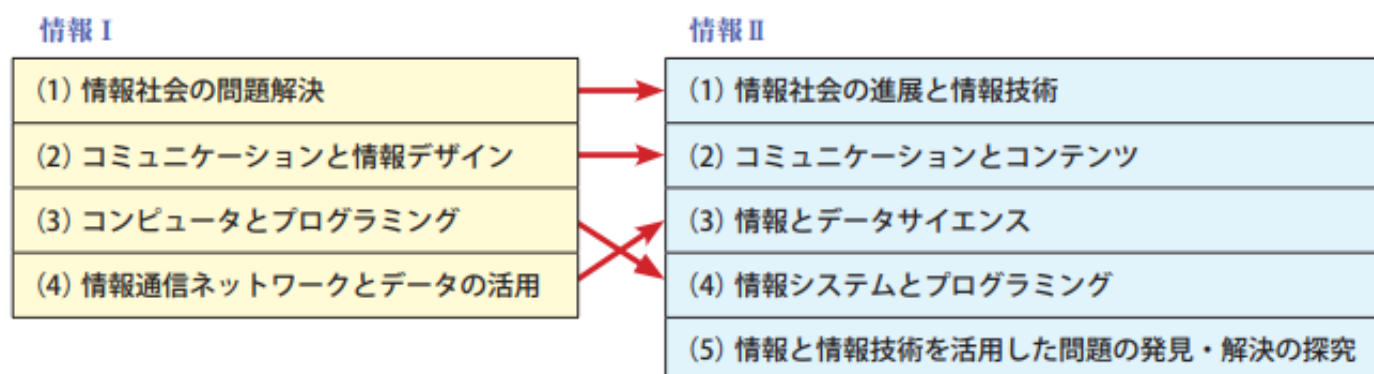 情報Ⅰ
(1) 情報社会の問題解決
(2) コミュニケーションと情報デザイン
(3) コンピュータとプログラミング
(4) 情報通信ネットワークとデータの活用
情報Ⅱ
(1) 情報社会の進展と情報技術
(2) コミュニケーションとコンテンツ
(3) 情報とデータサイエンス
(4) 情報システムとプログラミング
(5) 情報と情報技術を活用した問題の発見・解決の探究